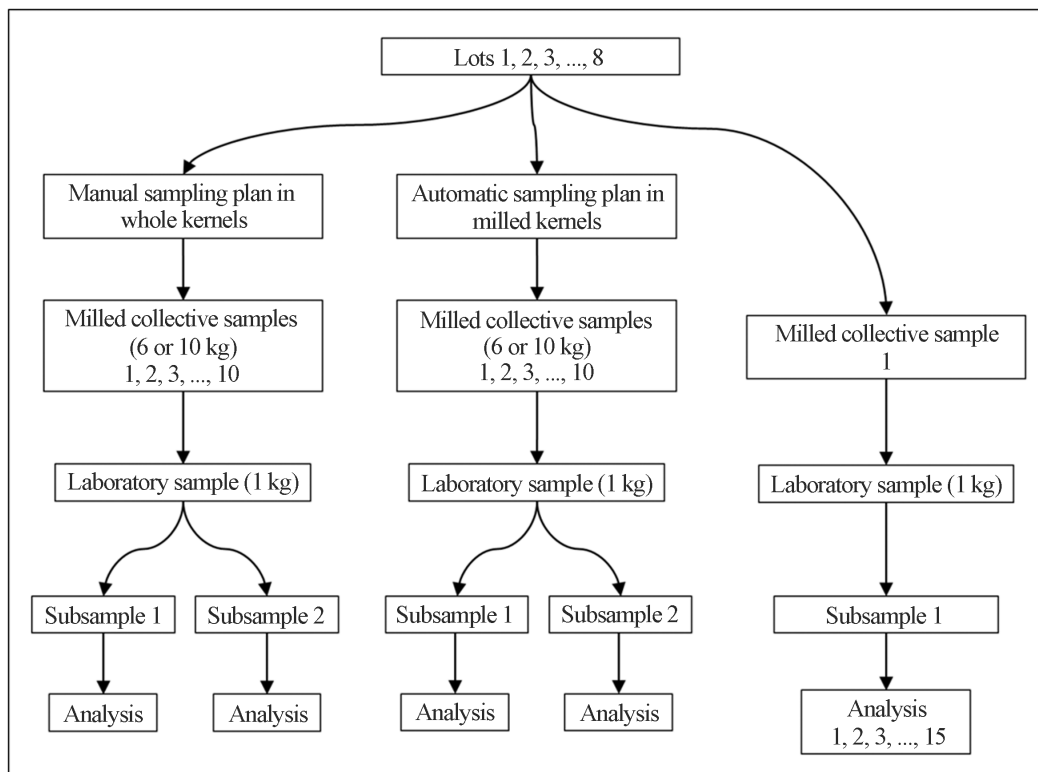 Lots 1, 2, 3, ..., 8
Manual sampling plan in
whole kernels
Milled collective samples
(6 or 10 kg)
1, 2, 3, ..., 10
Laboratory sample (1 kg)
Subsample 1
Subsample 2
Analysis
Analysis
Automatic sampling plan in
milled kernels
Milled collective samples
(6 or 10 kg)
1, 2, 3, ..., 10
Laboratory sample (1 kg)
Subsample 1
Subsample 2
Analysis
Analysis
Milled collective sample
1
Laboratory sample (1 kg)
Subsample 1
Analysis
1, 2, 3, ..., 15